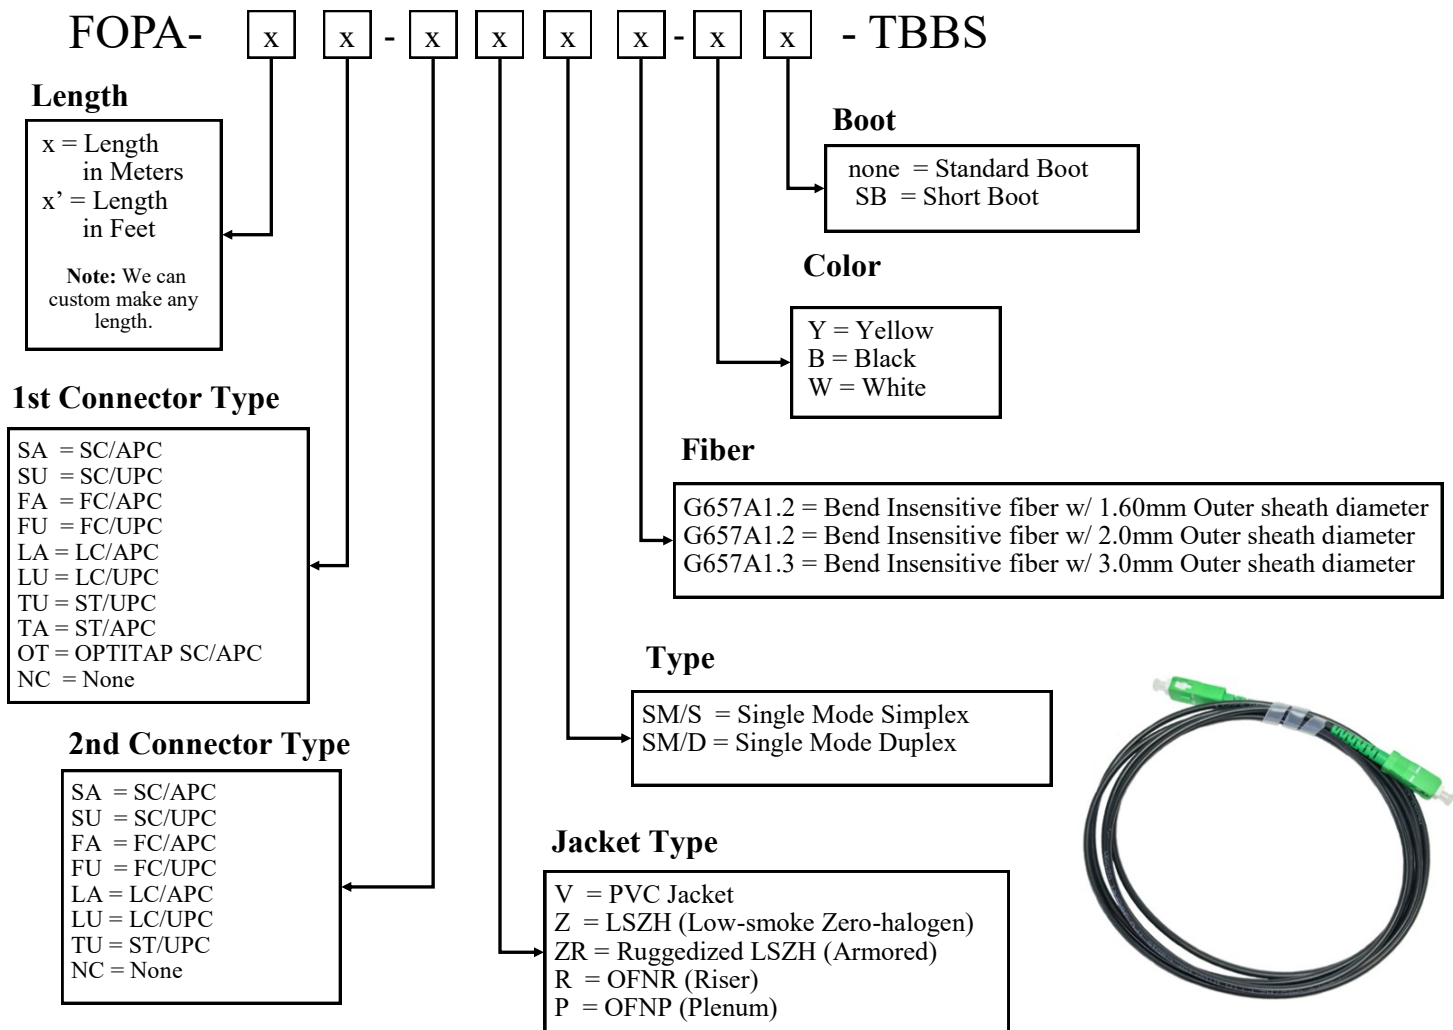 FOPA- x x - x x x x - x x - TBBS
Length
x = Length
in Meters
x’ = Length
in Feet
Note: We can
custom make any
length.
Boot
none = Standard Boot
SB = Short Boot
Color
Y = Yellow
B = Black
W = White
1st Connector Type
SA = SC/APC
SU = SC/UPC
FA = FC/APC
FU = FC/UPC
LA = LC/APC
LU = LC/UPC
TU = ST/UPC
TA = ST/APC
OT = OPTITAP SC/APC
NC = None
Fiber
G657A1.2 = Bend Insensitive fiber w/ 1.60mm Outer sheath diameter
G657A1.2 = Bend Insensitive fiber w/ 2.0mm Outer sheath diameter
G657A1.3 = Bend Insensitive fiber w/ 3.0mm Outer sheath diameter
Type
SM/S = Single Mode Simplex
SM/D = Single Mode Duplex
2nd Connector Type
SA = SC/APC
SU = SC/UPC
FA = FC/APC
FU = FC/UPC
LA = LC/APC
LU = LC/UPC
TU = ST/UPC
NC = None
Jacket Type
V = PVC Jacket
Z = LSZH (Low-smoke Zero-halogen)
ZR = Ruggedized LSZH (Armored)
R = OFNR (Riser)
P = OFNP (Plenum)